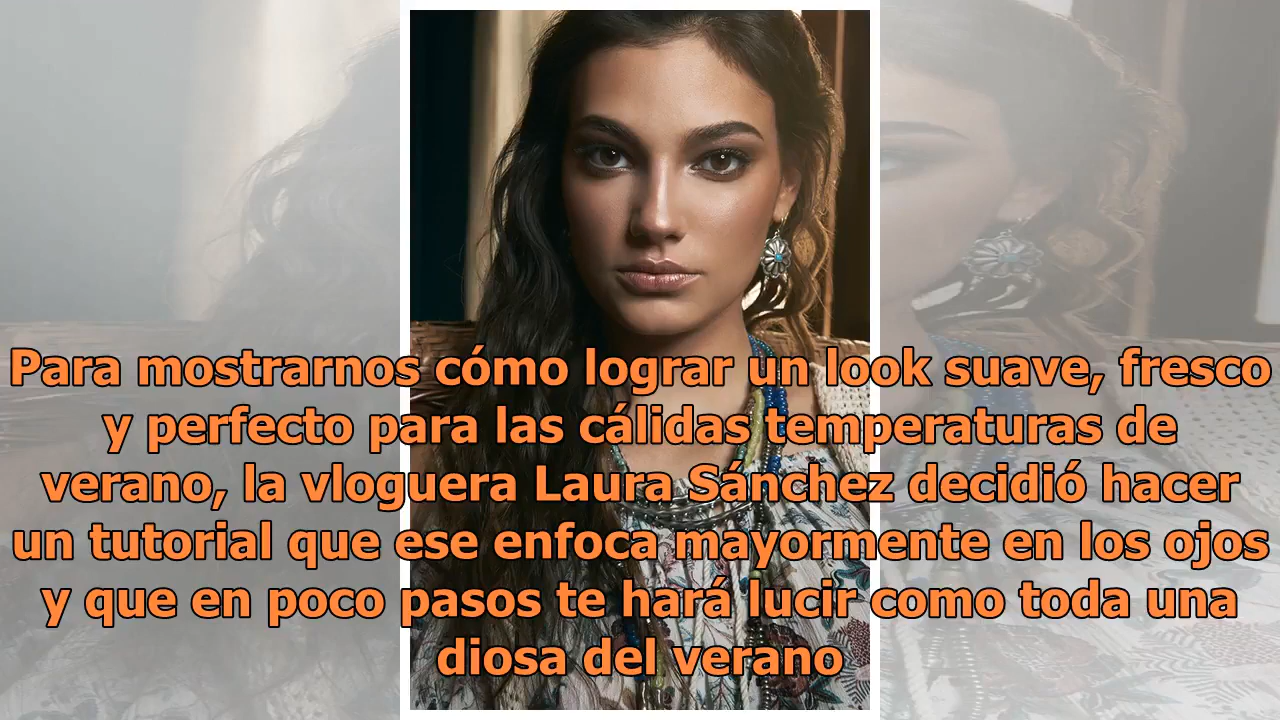 Para mostrarnos cómo lograr un look suave, fresco
y perfecto para las cálidas temperaturas de
verano, la vloguera Laura Sánchez decidió hacer
un tutorial que ese enfoca mayormente en los ojos
y que en poco pasos te hará lucir como toda una
diosa del verano